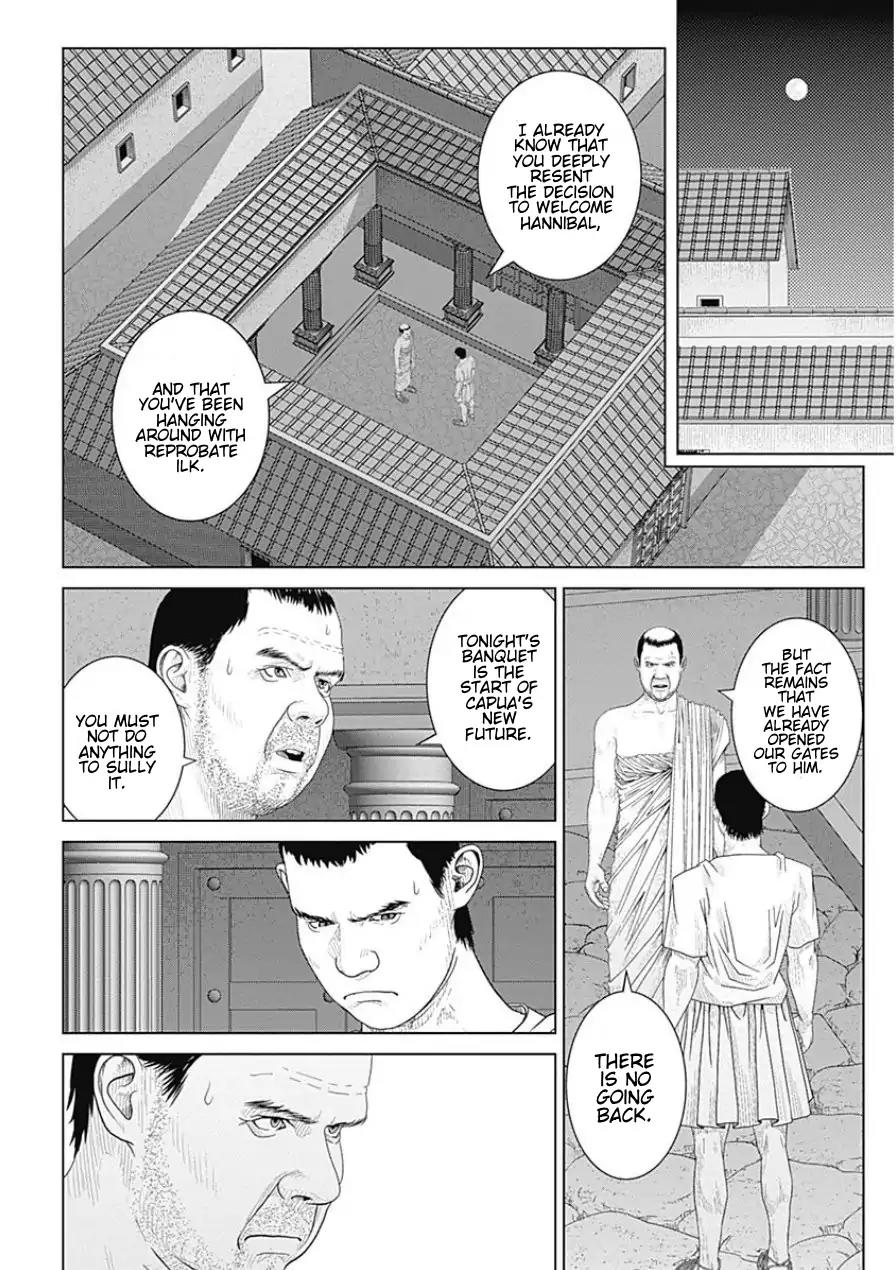 I ALREADY
KNOW THAT
YOU DEEPLY
RESENT
THE DECISION
TO WELCOME
HANNIBAL,
AND THAT
YOU'VE BEEN
HANGING
AROUND WITH
REPROBATE
ILK.
BUT
THE FACT
REMAINS
THAT
WE HAVE
ALREADY
OPENED
OUR GATES
TO HIM.
THERE
IS NO
GOING
BACK.
TONIGHT'S
BANQUET
IS THE
START OF
CAPUA'S
NEW
FUTURE.
YOU MUST
NOT DO
ANYTHING
TO SULLY
IT.